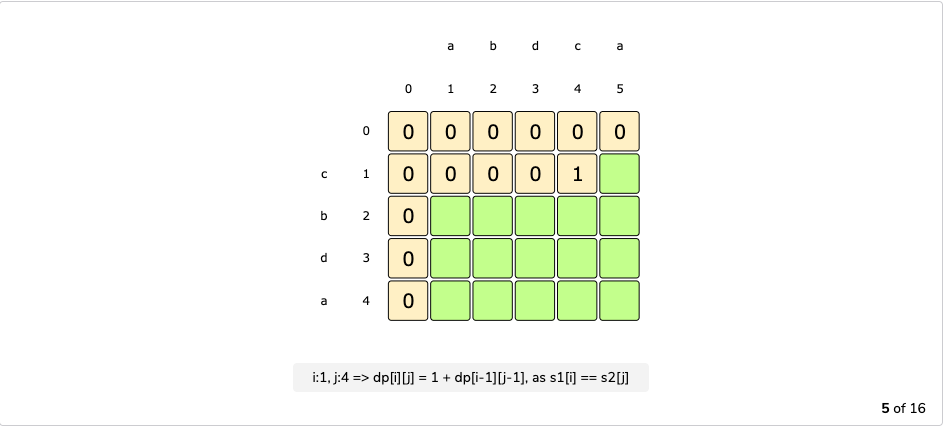 a b d c a
0 1 2 3 4 5
0 0 0 0 0 0 0
c 1 0 0 0 0 1
b 2 0
d 3 0
a 4 0
i:1, j:4 => dp[i][j] = 1 + dp[i-1][j-1], as s1[i] == s2[j]
5 of 16